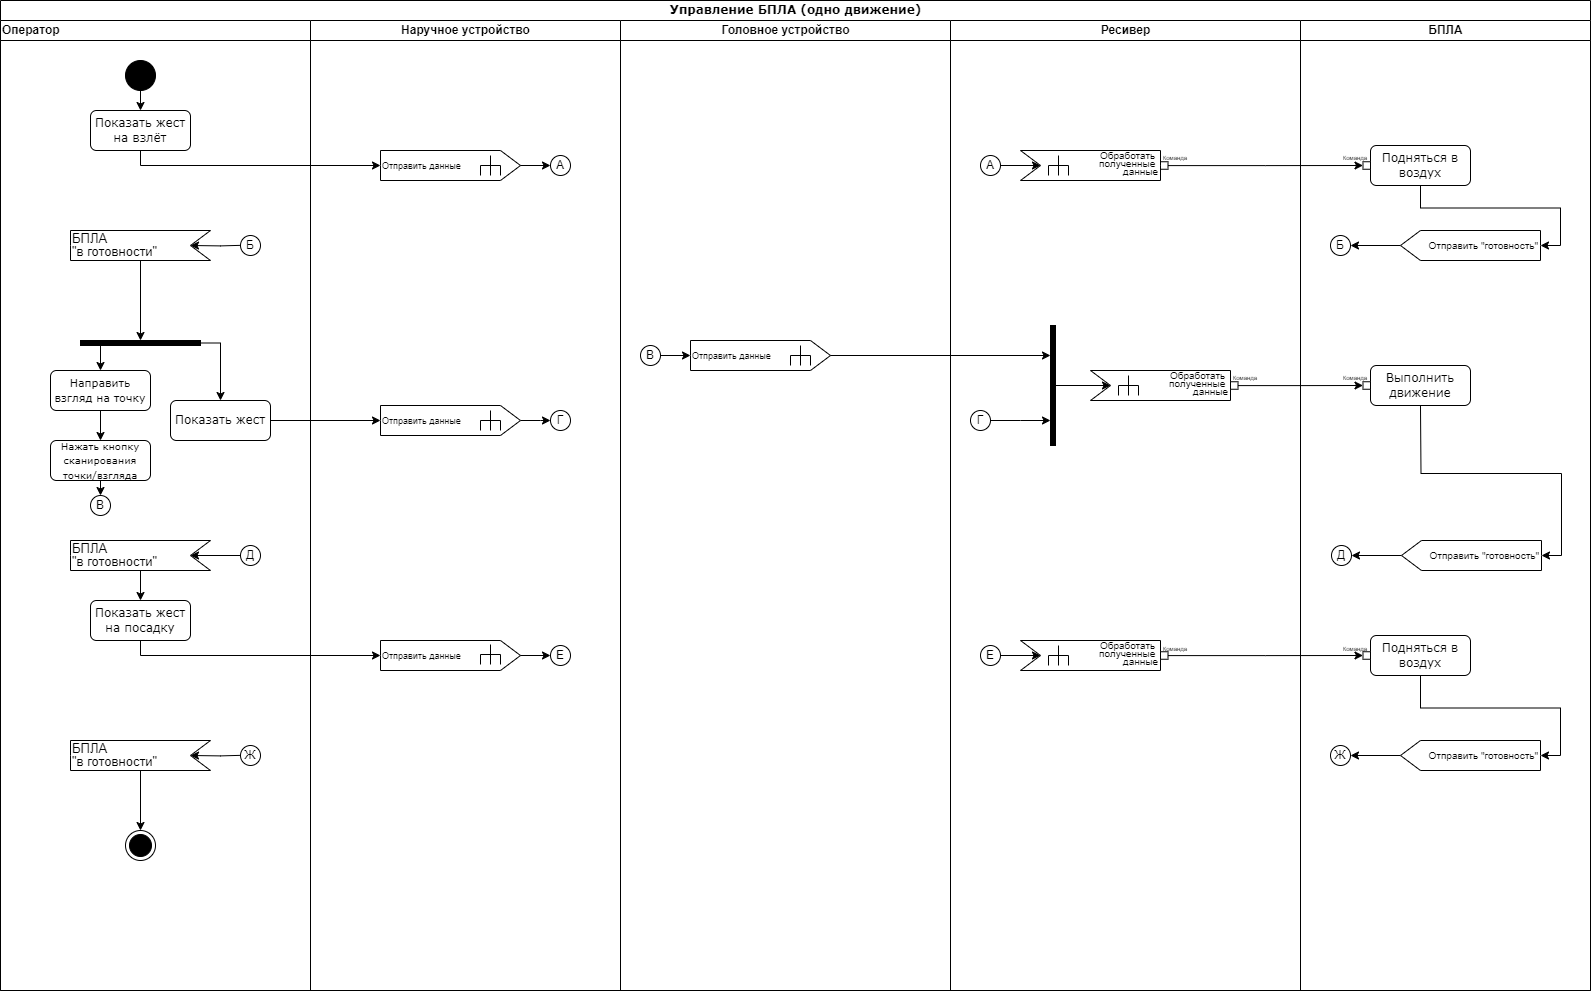 Управление БПЛА (одно движение)
Оператор
Наручное устройство
Головное устройство
Ресивер
БПЛА
Показать жест
на взлёт
Отправить данные
А
А
Обработать
полученные
данные
Команда
Команда
Подняться в
воздух
БПЛА
"в готовности"
Б
Б
Отправить "готовность"
В
Отправить данные
Направить
взгляд на точку
Показать жест
Отправить данные
Г
Г
Обработать
полученные
данные
Команда
Команда
Выполнить
движение
Нажать кнопку
сканирования
точки/взгляда
В
БПЛА
"в готовности"
Д
Д
Отправить "готовность"
Показать жест
на посадку
Отправить данные
Е
Е
Обработать
полученные
данные
Команда
Команда
Подняться в
воздух
БПЛА
"в готовности"
Ж
Ж
Отправить "готовность"